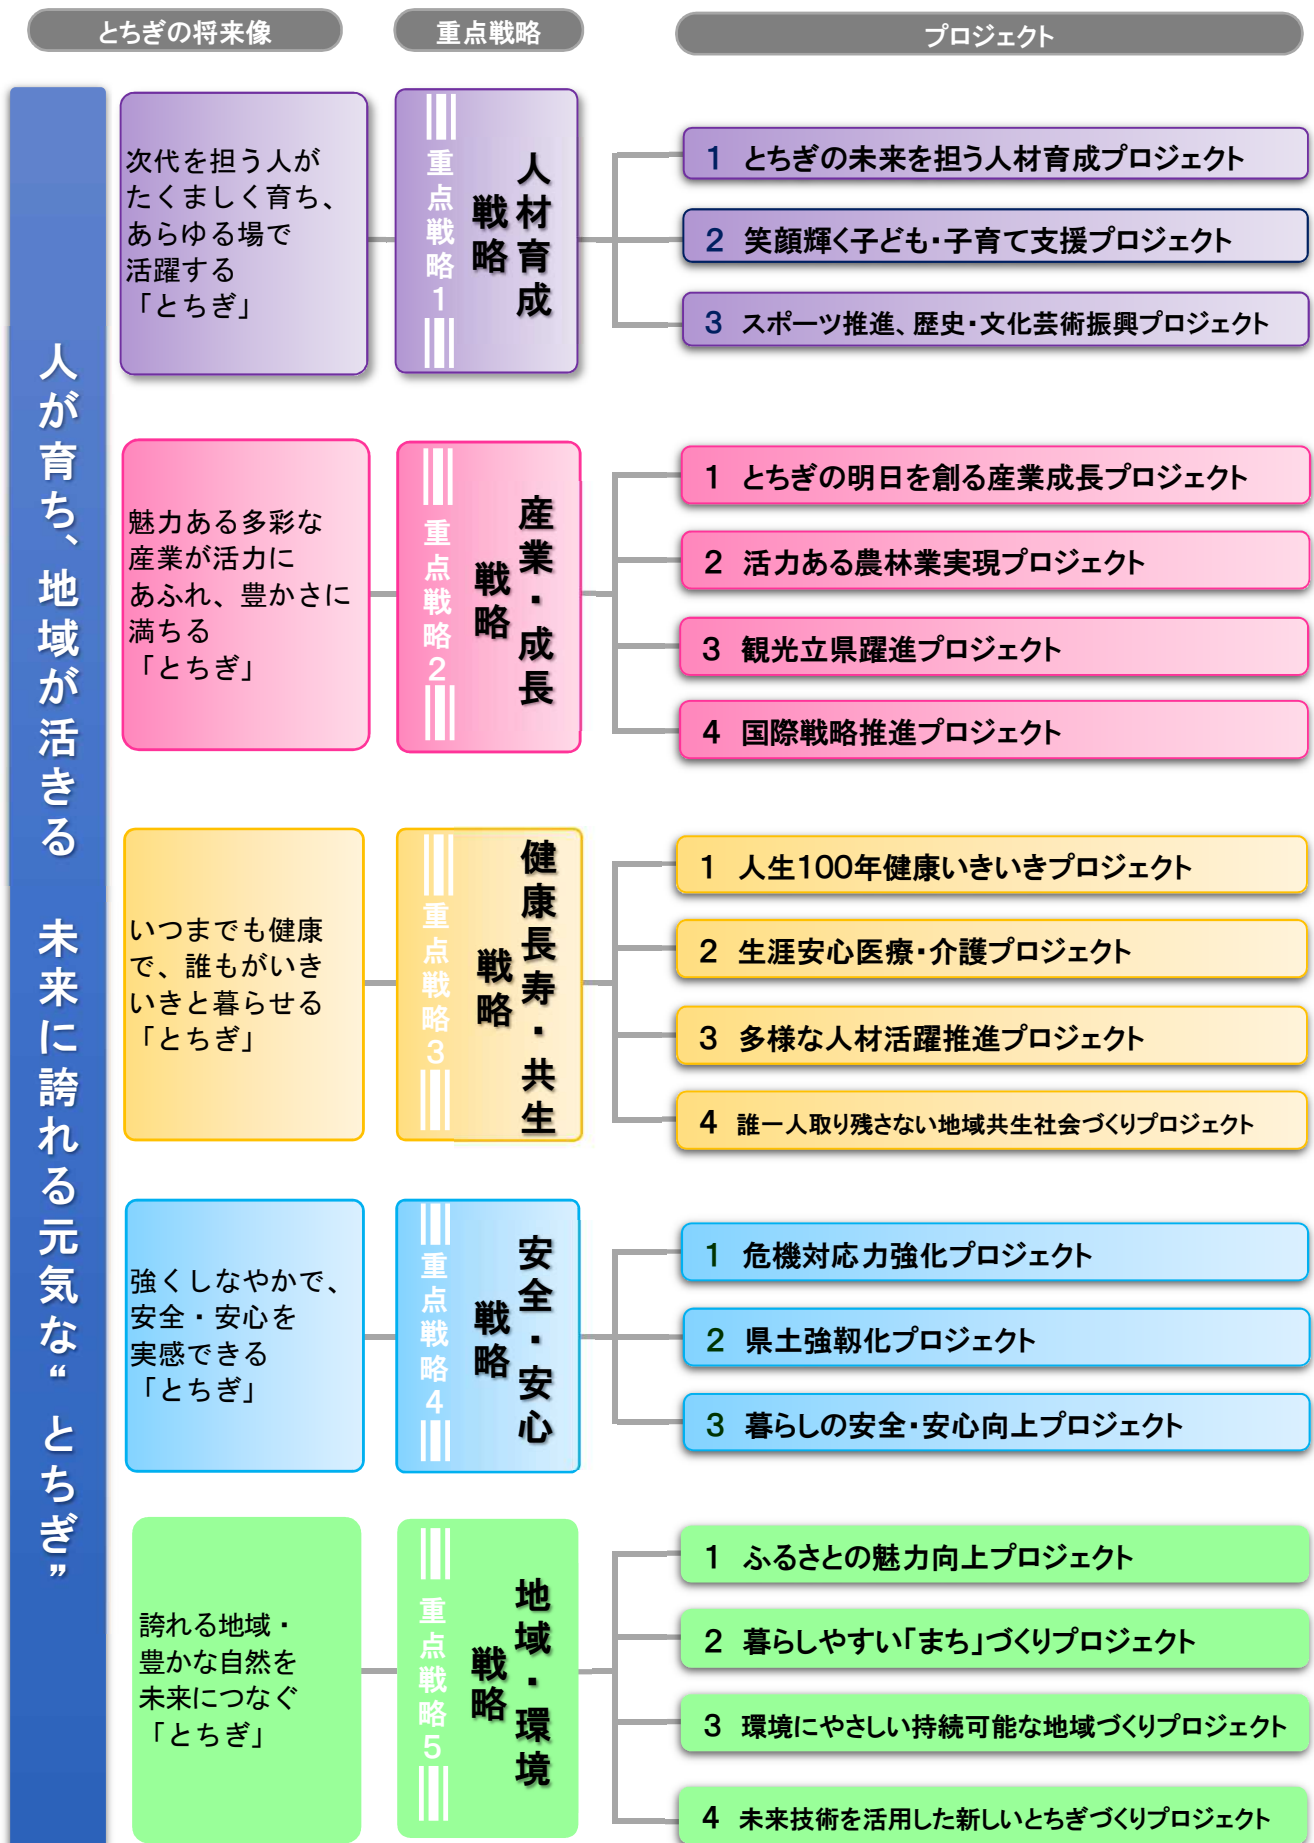 とちぎの将来像
重点戦略
プロジェクト
人が育ち、地域が活きる 未来に誇れる元気な“とちぎ”
次代を担う人が
たくましく育ち、
あらゆる場で
活躍する
「とちぎ」
重点戦略1
人材育成
戦略
1 とちぎの未来を担う人材育成プロジェクト
2 笑顔輝く子ども・子育て支援プロジェクト
3 スポーツ推進、歴史・文化芸術振興プロジェクト
魅力ある多彩な
産業が活力に
あふれ、豊かさに
満ちる
「とちぎ」
重点戦略2
産業・成長
戦略
1 とちぎの明日を創る産業成長プロジェクト
2 活力ある農林業実現プロジェクト
3 観光立県躍進プロジェクト
4 国際戦略推進プロジェクト
いつまでも健康
で、誰もがいき
いきと暮らせる
「とちぎ」
重点戦略3
健康長寿・共生
戦略
1 人生100年健康いきいきプロジェクト
2 生涯安心医療・介護プロジェクト
3 多様な人材活躍推進プロジェクト
4 誰一人取り残さない地域共生社会づくりプロジェクト
強くしなやかで、
安全・安心を
実感できる
「とちぎ」
重点戦略4
安全・安心
戦略
1 危機対応力強化プロジェクト
2 県土強靱化プロジェクト
3 暮らしの安全・安心向上プロジェクト
誇れる地域・
豊かな自然を
未来につなぐ
「とちぎ」
重点戦略5
地域・環境
戦略
1 ふるさとの魅力向上プロジェクト
2 暮らしやすい「まち」づくりプロジェクト
3 環境にやさしい持続可能な地域づくりプロジェクト
4 未来技術を活用した新しいとちぎづくりプロジェクト